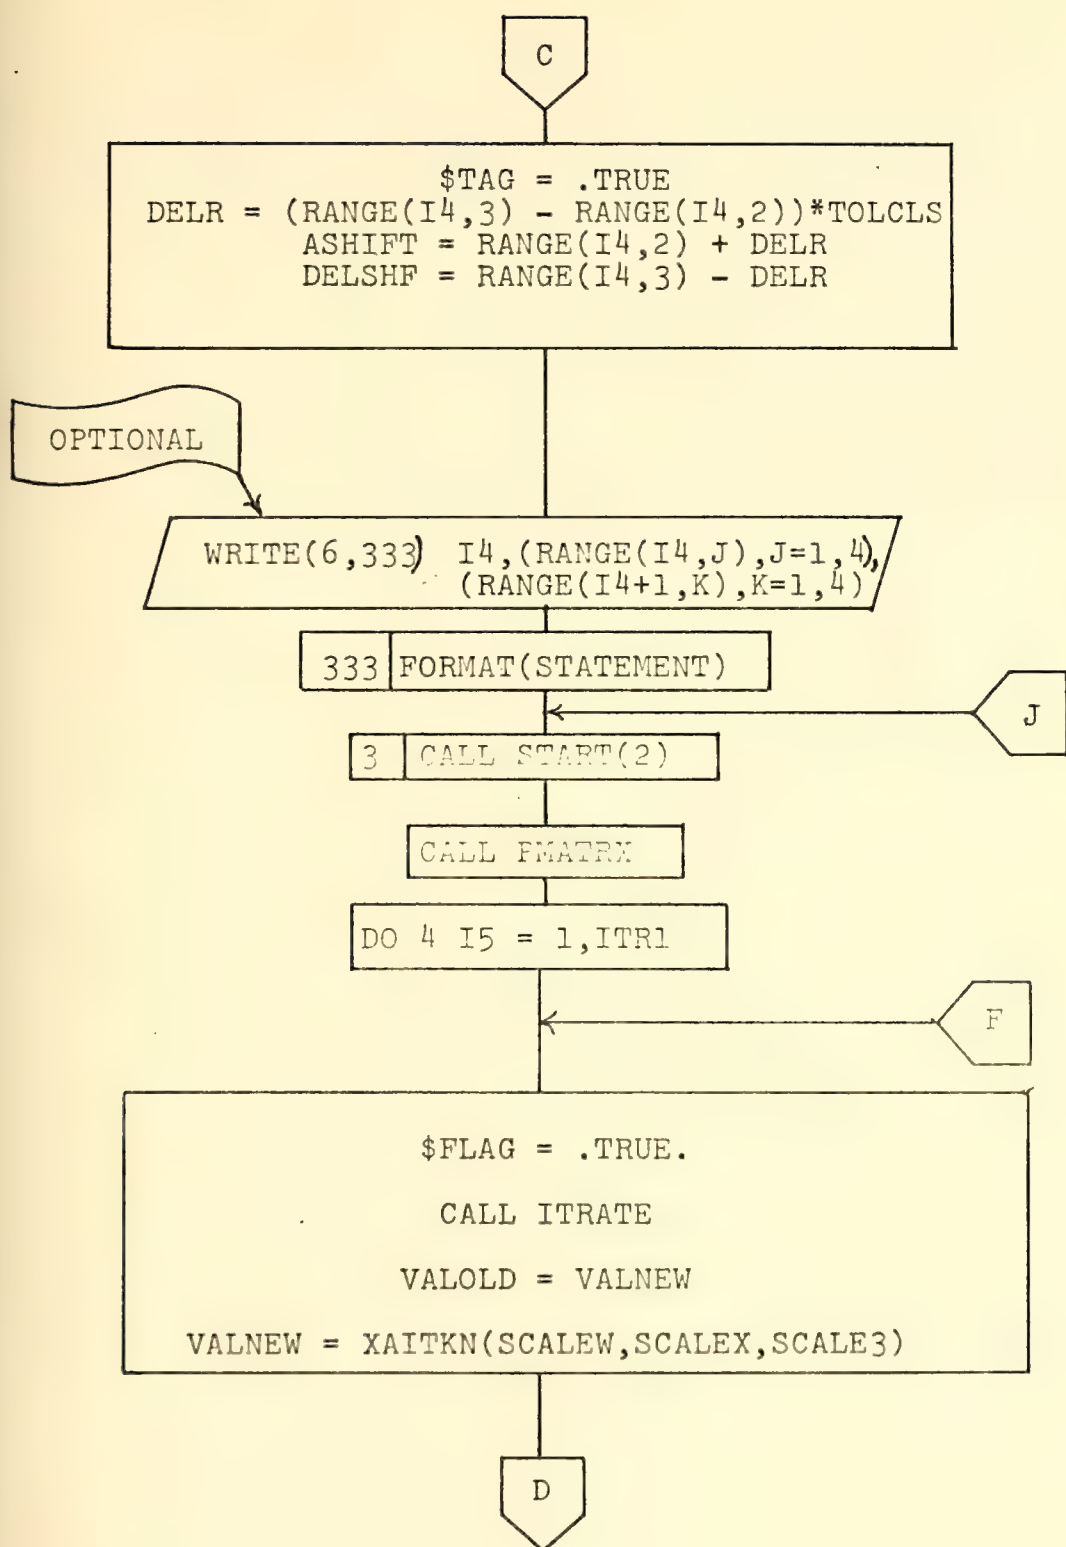 C
$TAG = .TRUE
DELR = (RANGE(I4,3) - RANGE(I4,2))*TOLCLS
ASHIFT = RANGE(I4,2) + DELR
DELSHF = RANGE(I4,3) - DELR
OPTIONAL
WRITE(6,333) I4,(RANGE(I4,J),J=1,4),
(RANGE(I4+1,K),K=1,4)
333 FORMAT(STATEMENT)
J
3 CALL START(2)
CALL PMATRX
DO 4 I5 = 1,ITR1
F
$FLAG = .TRUE.
CALL ITRATE
VALOLD = VALNEW
VALNEW = XAITKN(SCALEW,SCALEX,SCALE3)
D